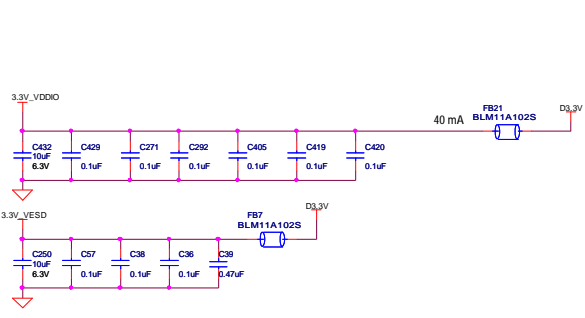 3.3V_VDDIO
FB21
D3.3V
BLM11A102S
40 mA
C432
C429
C271
C292
C405
C419
C420
10uF
6.3V
0.1uF
0.1uF
0.1uF
0.1uF
0.1uF
0.1uF
3.3V_VESD
FB7
D3.3V
BLM11A102S
C250
C57
C38
C36
C39
10uF
6.3V
0.1uF
0.1uF
0.1uF
0.47uF